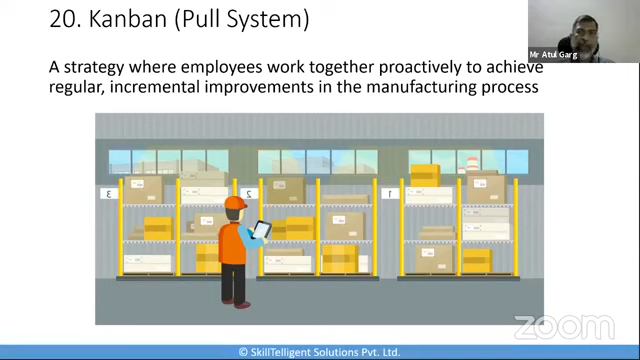 20. Kanban (Pull System)
Mr Atul Garg
A strategy where employees work together proactively to achieve
regular, incremental improvements in the manufacturing process
3
2
1
zoom
© SkillTelligent Solutions Pvt. Ltd.